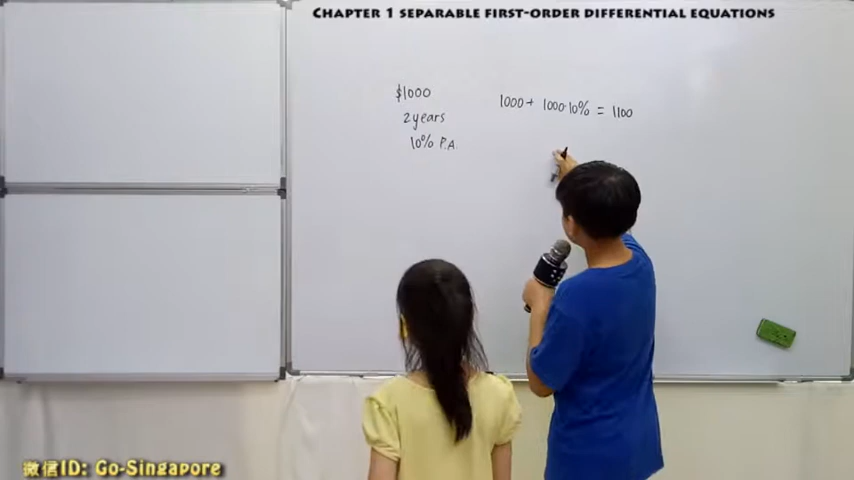 CHAPTER 1 SEPARABLE FIRST-ORDER DIFFERENTIAL EQUATIONS
$1000
2years
10% P.A.
1000 + 1000·10% = 1100
微信ID: Go-Singapore